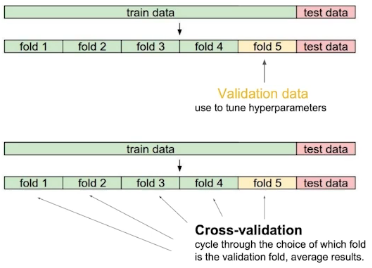 train data test data
fold 1 fold 2 fold 3 fold 4 fold 5 test data
Validation data
use to tune hyperparameters
train data test data
fold 1 fold 2 fold 3 fold 4 fold 5 test data
Cross-validation
cycle through the choice of which fold
is the validation fold, average results.